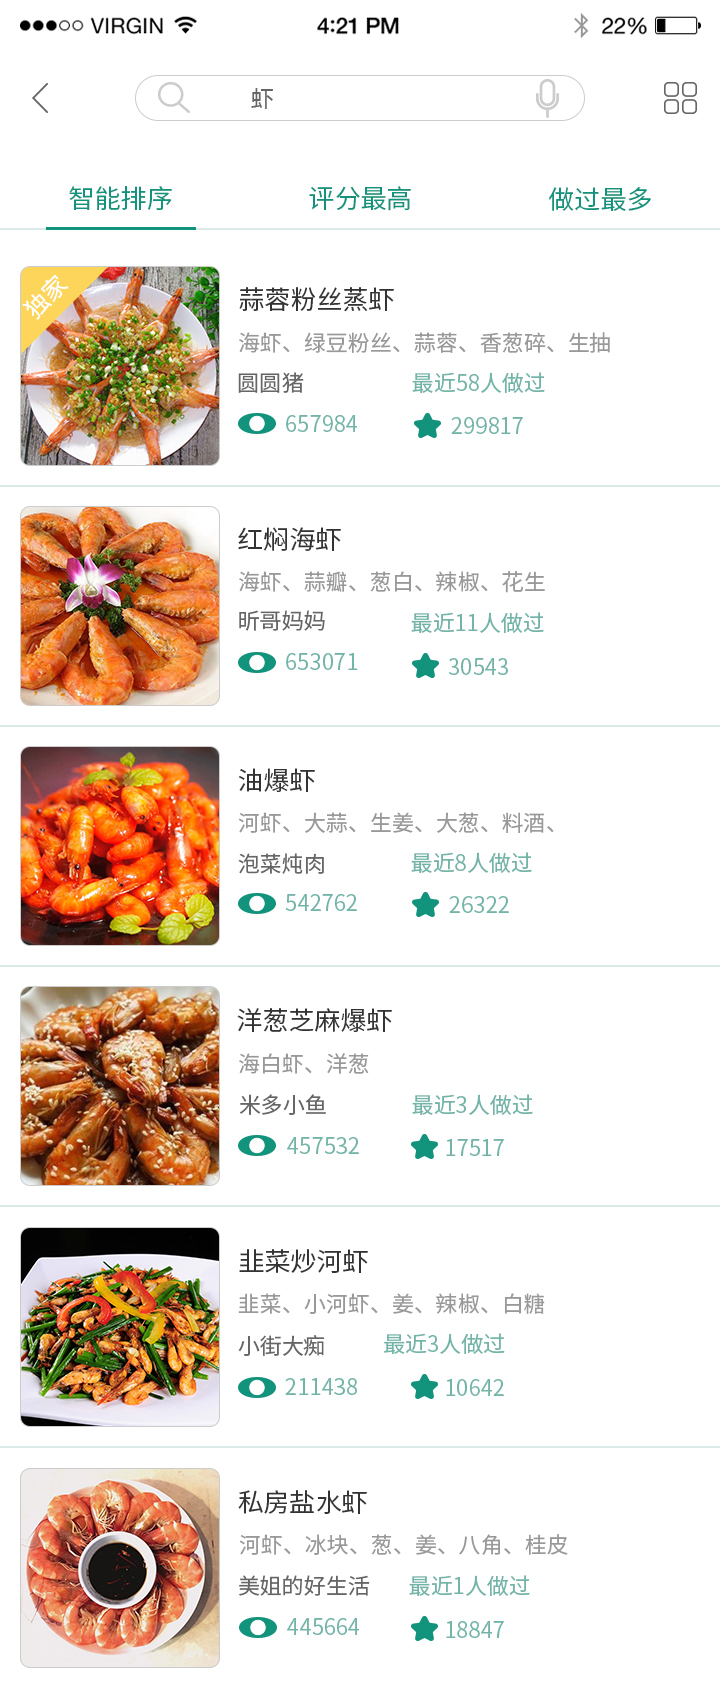 VIRGIN 4:21 PM 22%
虾
智能排序 评分最高 做过最多
独家
蒜蓉粉丝蒸虾
海虾、绿豆粉丝、蒜蓉、香葱碎、生抽
圆圆猪 最近58人做过
657984 299817
红焖海虾
海虾、蒜瓣、葱白、辣椒、花生
昕哥妈妈 最近11人做过
653071 30543
油爆虾
河虾、大蒜、生姜、大葱、料酒、
泡菜炖肉 最近8人做过
542762 26322
洋葱芝麻爆虾
海白虾、洋葱
米多小鱼 最近3人做过
457532 17517
韭菜炒河虾
韭菜、小河虾、姜、辣椒、白糖
小街大痴 最近3人做过
211438 10642
私房盐水虾
河虾、冰块、葱、姜、八角、桂皮
美姐的好生活 最近1人做过
445664 18847